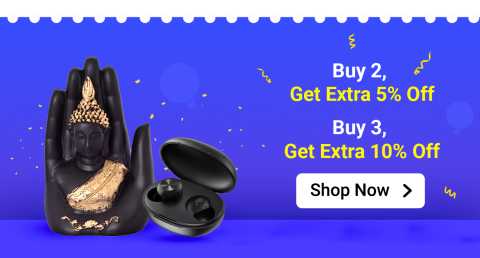 Buy 2,
Get Extra 5% Off
Buy 3,
Get Extra 10% Off
Shop Now